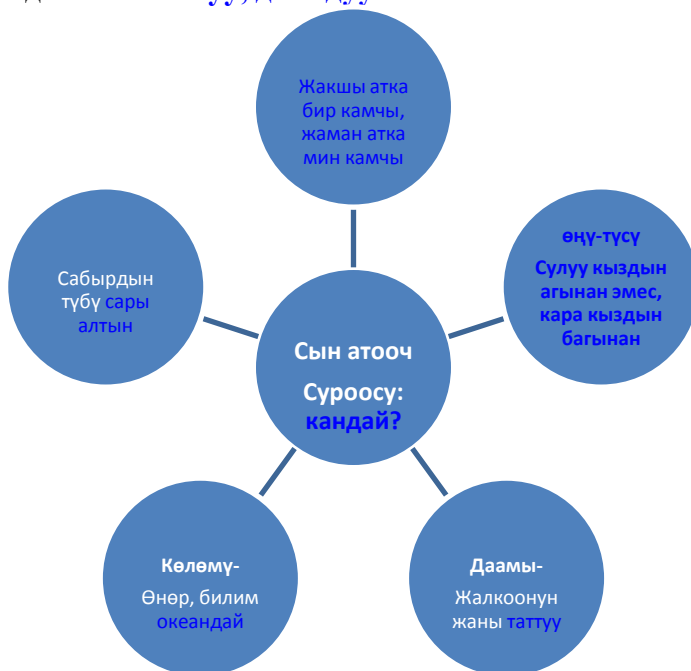 Жакшы атка
бир камчы,
жаман атка
мин камчы
өңү-түсү
Сулуу кыздын
агынан эмес,
кара кыздын
багынан
Сабырдын
түбү сары
алтын
Сын атооч
Суроосу:
кандай?
Көлөмү-
Өнөр, билим
океандай
Даамы-
Жалкоонун
жаны таттуу